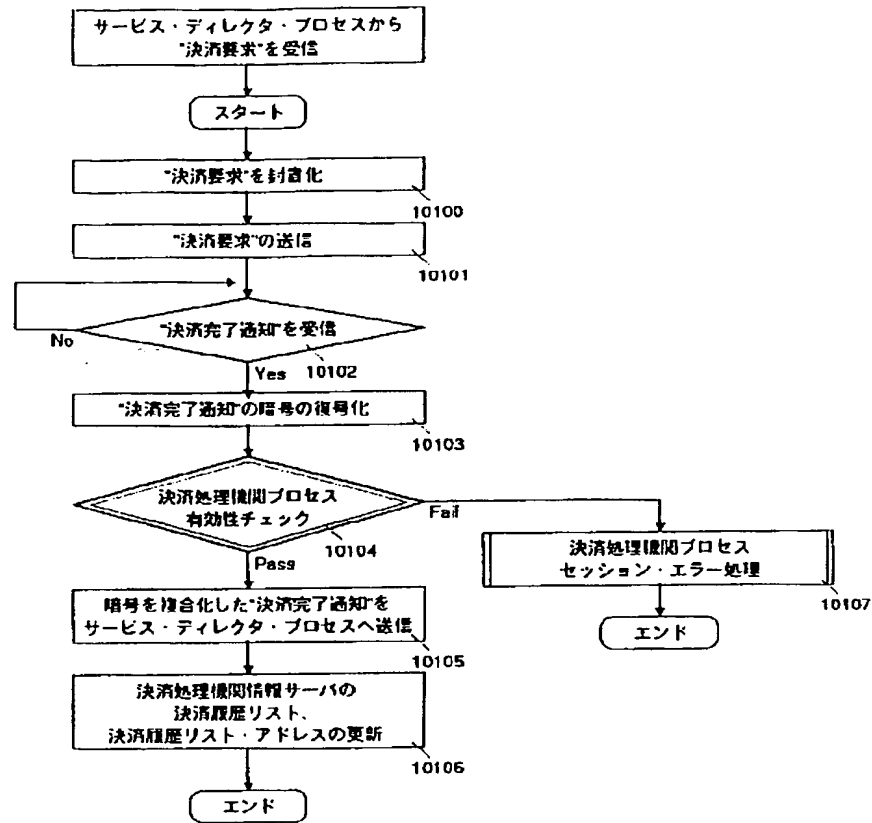 サービス・ディレクタ・プロセスから
"決済要求"を受信
スタート
"決済要求"を封書化
10100
"決済要求"の送信
10101
"決済完了通知"を受信
No
10102
Yes
"決済完了通知"の暗号の復号化
10103
決済処理機関プロセス
有効性チェック
Fail
10104
Pass
決済処理機関プロセス
セッション・エラー処理
10107
エンド
暗号を複合化した"決済完了通知"を
サービス・ディレクタ・プロセスへ送信
10105
決済処理機関情報サーバの
決済履歴リスト、
決済履歴リスト・アドレスの更新
10106
エンド